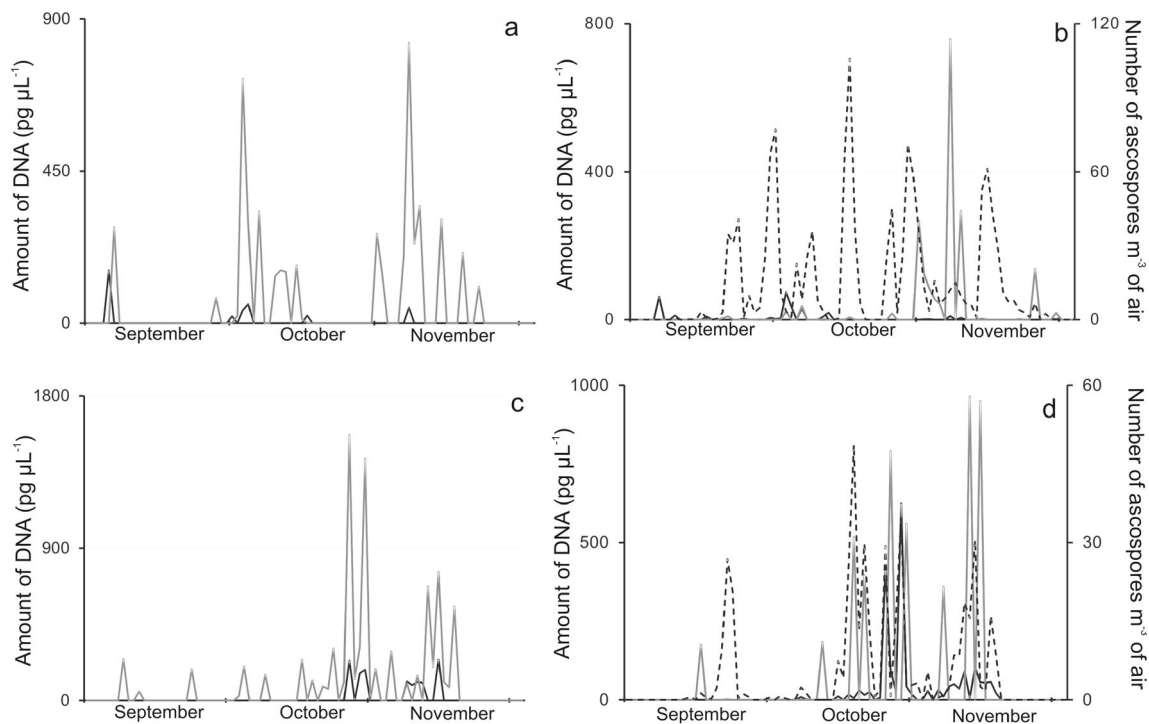 a
900
450
0
Amount of DNA (pg µL⁻¹)
September October November
b
800
400
0
120
60
0
Amount of DNA (pg µL⁻¹)
Number of ascospores m⁻³ of air
September October November
c
1800
900
0
Amount of DNA (pg µL⁻¹)
September October November
d
1000
500
0
60
30
0
Amount of DNA (pg µL⁻¹)
Number of ascospores m⁻³ of air
September October November